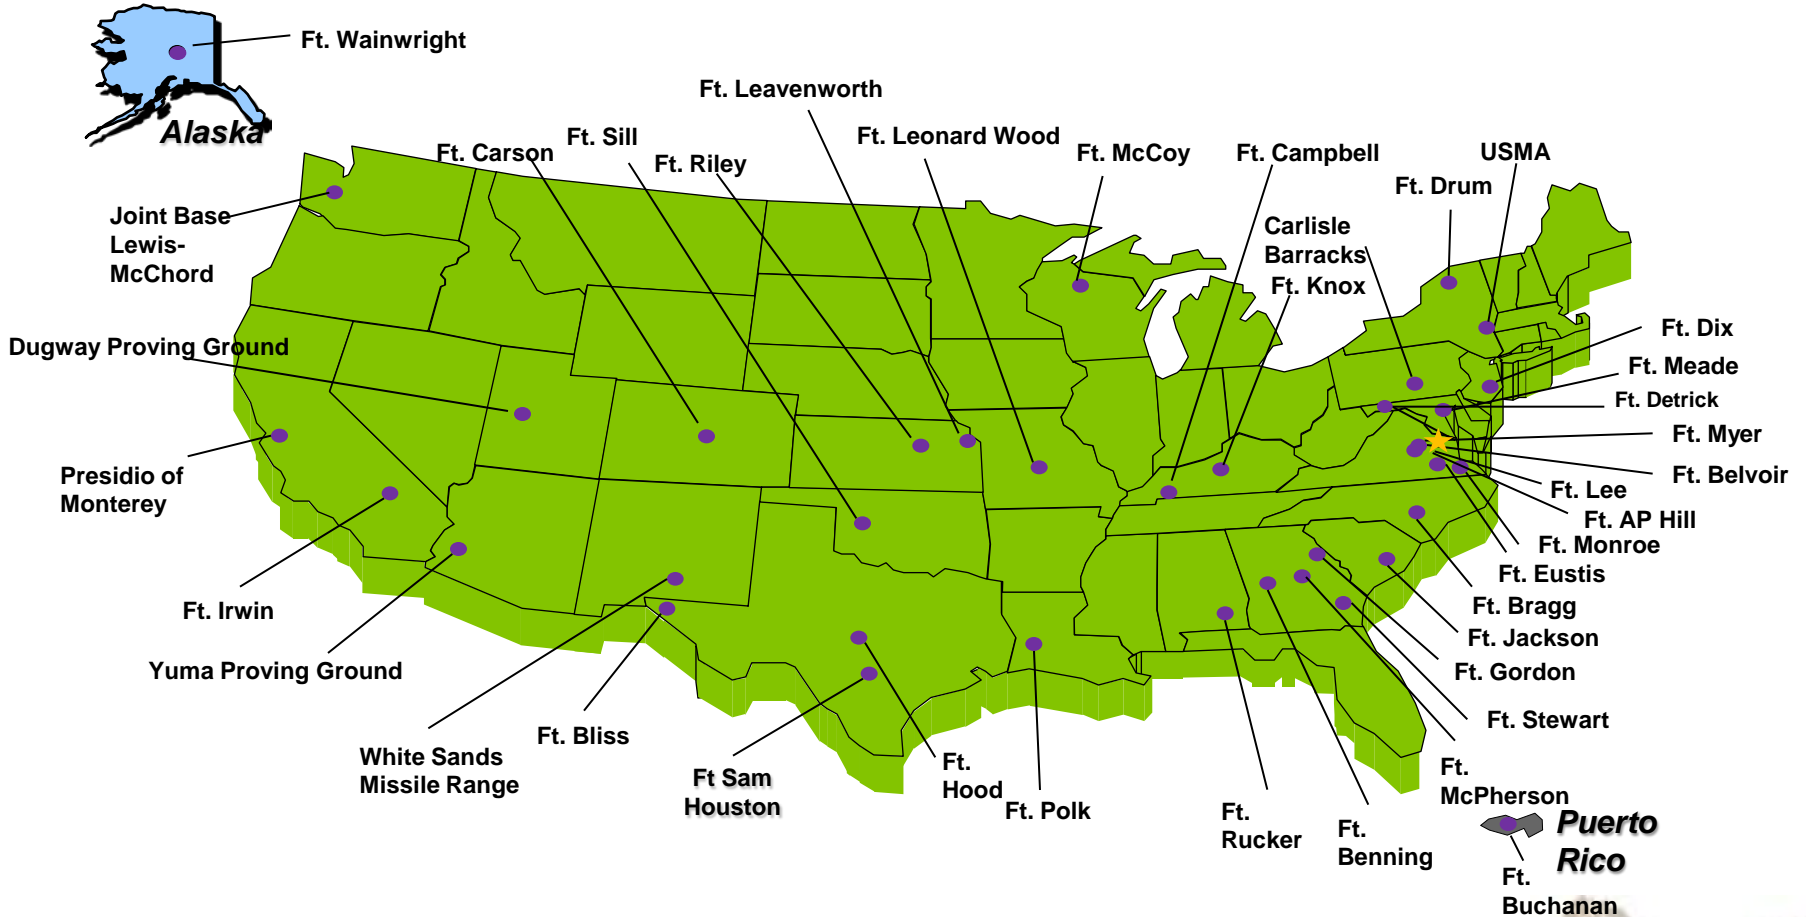 Ft. Wainwright
Alaska
Ft. Leavenworth
Ft. Carson
Ft. Sill
Ft. Riley
Ft. Leonard Wood
Ft. McCoy
Ft. Campbell
USMA
Ft. Drum
Joint Base
Lewis-
McChord
Carlisle
Barracks
Ft. Knox
Dugway Proving Ground
Ft. Dix
Ft. Meade
Ft. Detrick
Ft. Myer
Ft. Belvoir
Presidio of
Monterey
Ft. Lee
Ft. AP Hill
Ft. Monroe
Ft. Eustis
Ft. Bragg
Ft. Irwin
Ft. Jackson
Yuma Proving Ground
Ft. Gordon
Ft. Stewart
Ft. Bliss
White Sands
Missile Range
Ft Sam
Houston
Ft.
Hood
Ft. Polk
Ft.
McPherson
Ft.
Rucker
Ft.
Benning
Puerto
Rico
Ft.
Buchanan